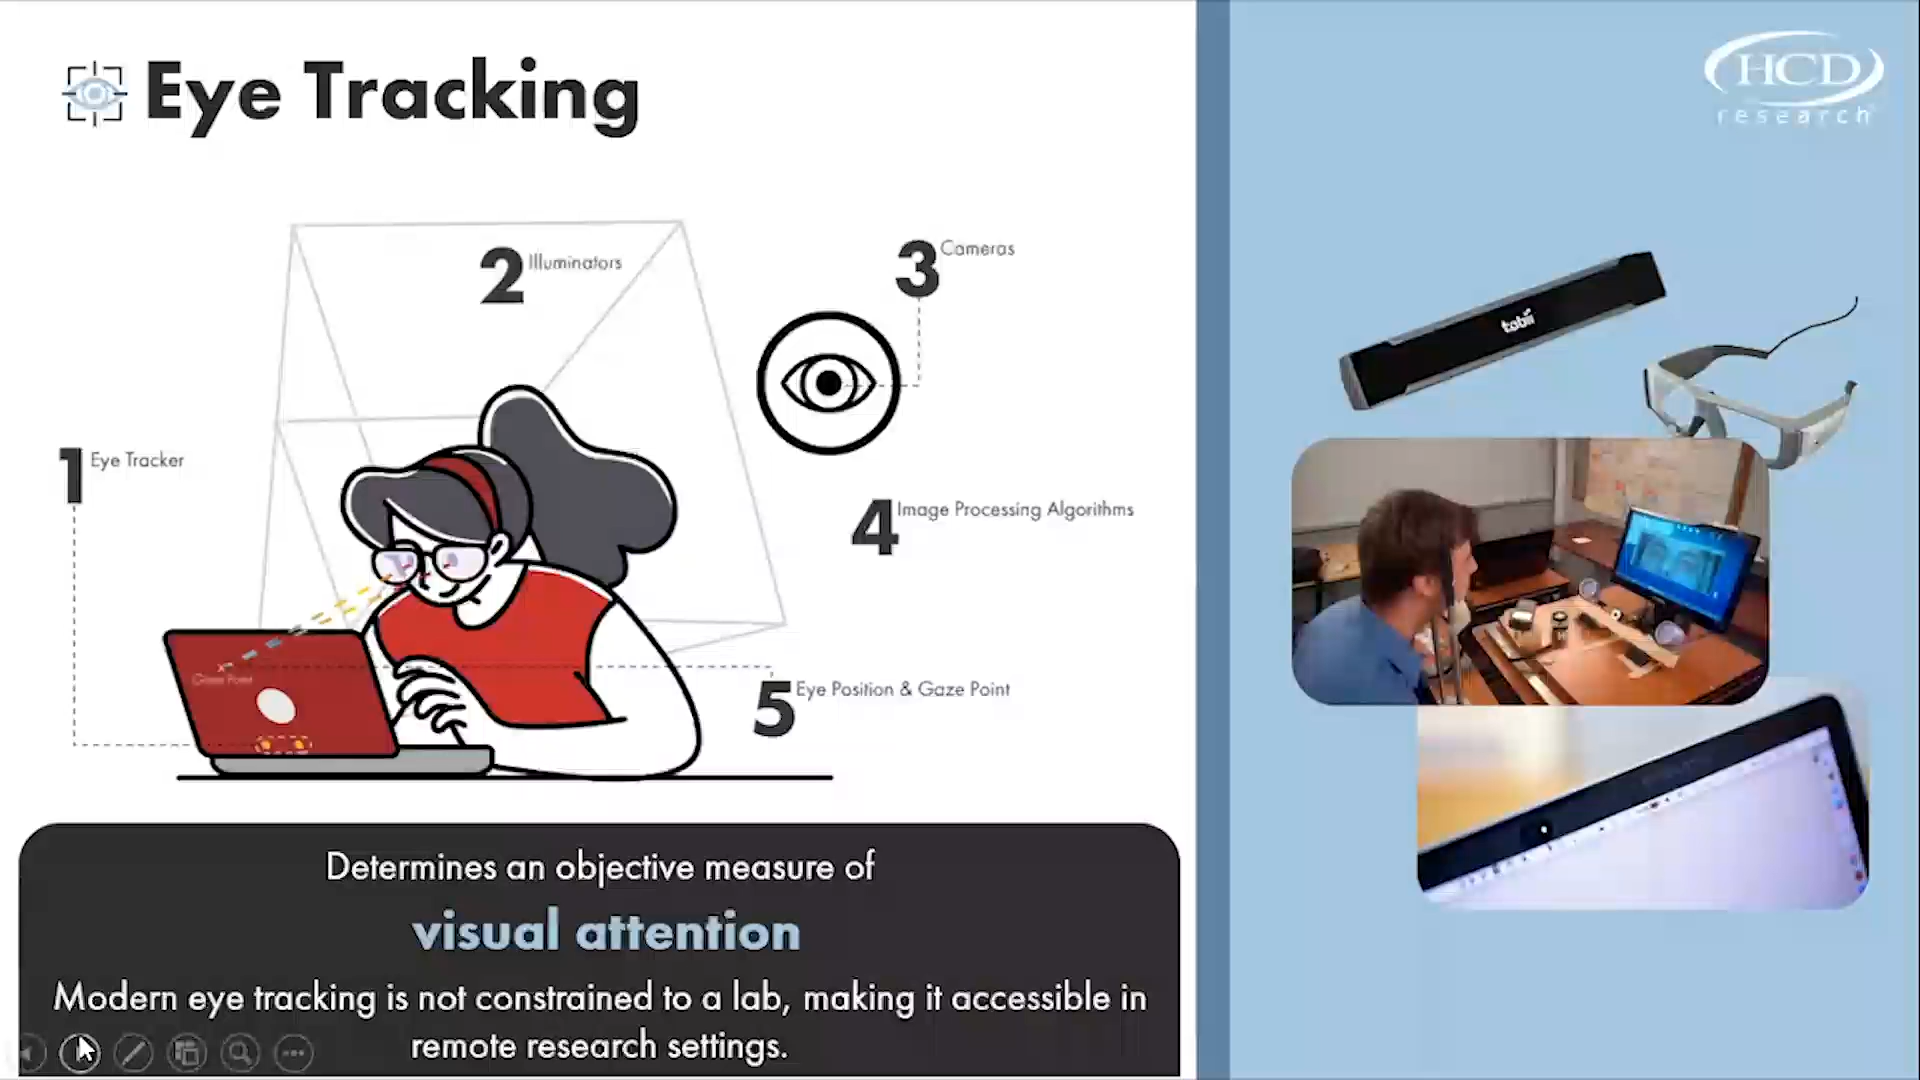 Eye Tracking
HCD
research
2 Illuminators
3 Cameras
tobii
1 Eye Tracker
4 Image Processing Algorithms
Gaze Point
5 Eye Position & Gaze Point
Determines an objective measure of
visual attention
Modern eye tracking is not constrained to a lab, making it accessible in
remote research settings.